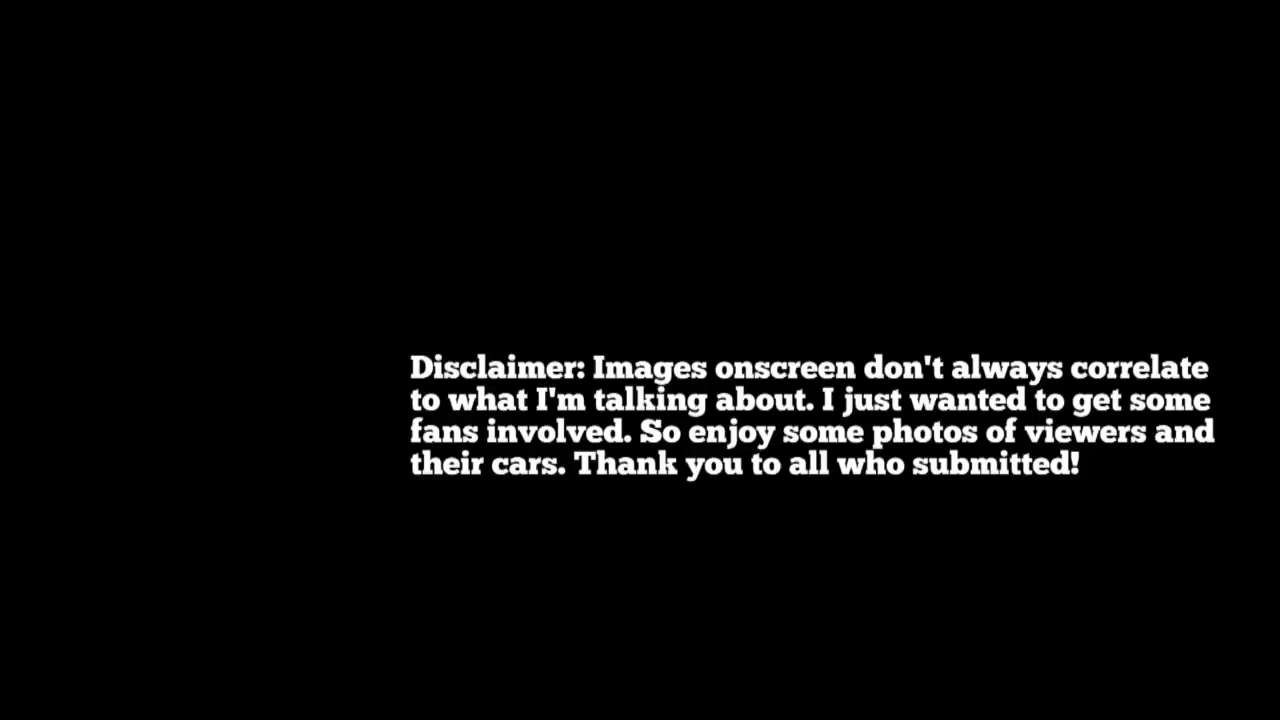 Disclaimer: Images onscreen don't always correlate
to what I'm talking about. I just wanted to get some
fans involved. So enjoy some photos of viewers and
their cars. Thank you to all who submitted!